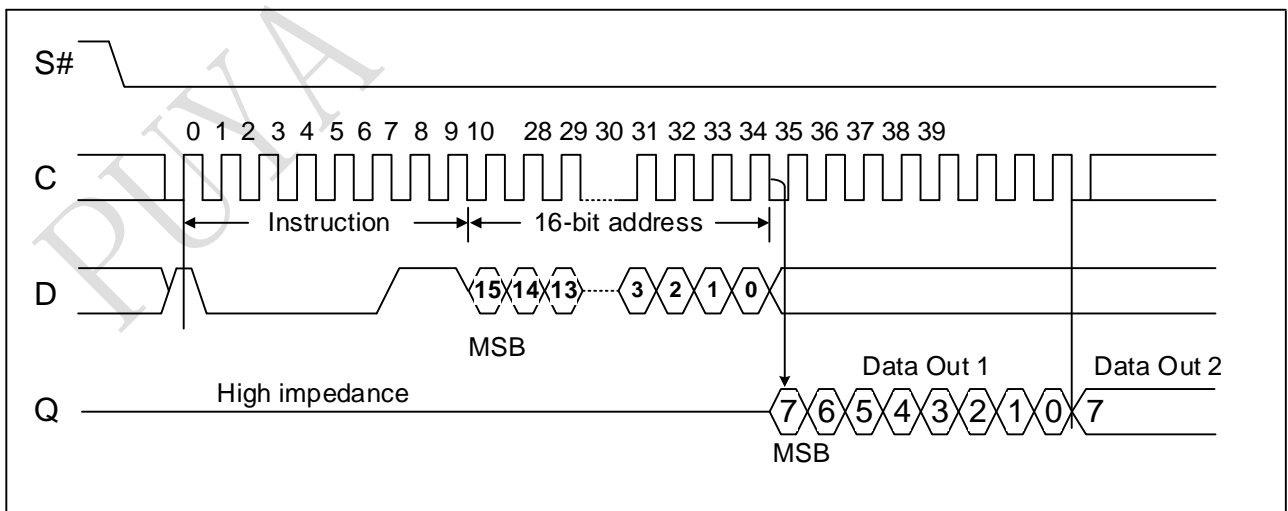 S#
0 1 2 3 4 5 6 7 8 9 10 28 29 30 31 32 33 34 35 36 37 38 39
C
Instruction 16-bit address
D 15 14 13 3 2 1 0
MSB
Data Out 1 Data Out 2
High impedance
Q 7 6 5 4 3 2 1 0 7
MSB
PUYA